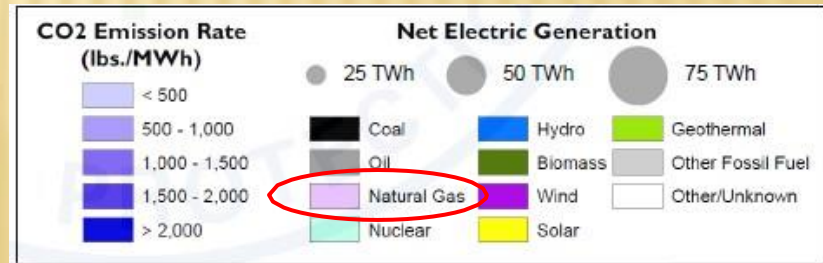 CO2 Emission Rate
(lbs./MWh)
< 500
500 - 1,000
1,000 - 1,500
1,500 - 2,000
> 2,000
Net Electric Generation
25 TWh 50 TWh 75 TWh
Coal
Oil
Natural Gas
Nuclear
Hydro
Biomass
Wind
Solar
Geothermal
Other Fossil Fuel
Other/Unknown